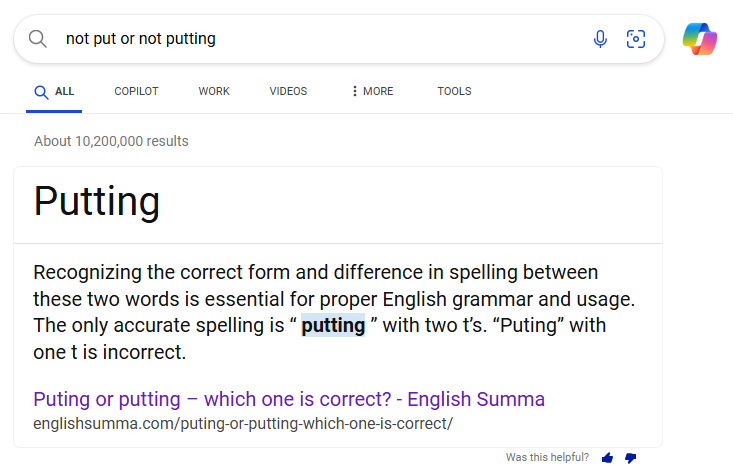 not put or not putting
ALL COPILOT WORK VIDEOS MORE TOOLS
About 10,200,000 results
Putting
Recognizing the correct form and difference in spelling between
these two words is essential for proper English grammar and usage.
The only accurate spelling is “ putting ” with two t’s. “Puting” with
one t is incorrect.
Puting or putting – which one is correct? - English Summa
englishsumma.com/puting-or-putting-which-one-is-correct/
Was this helpful?